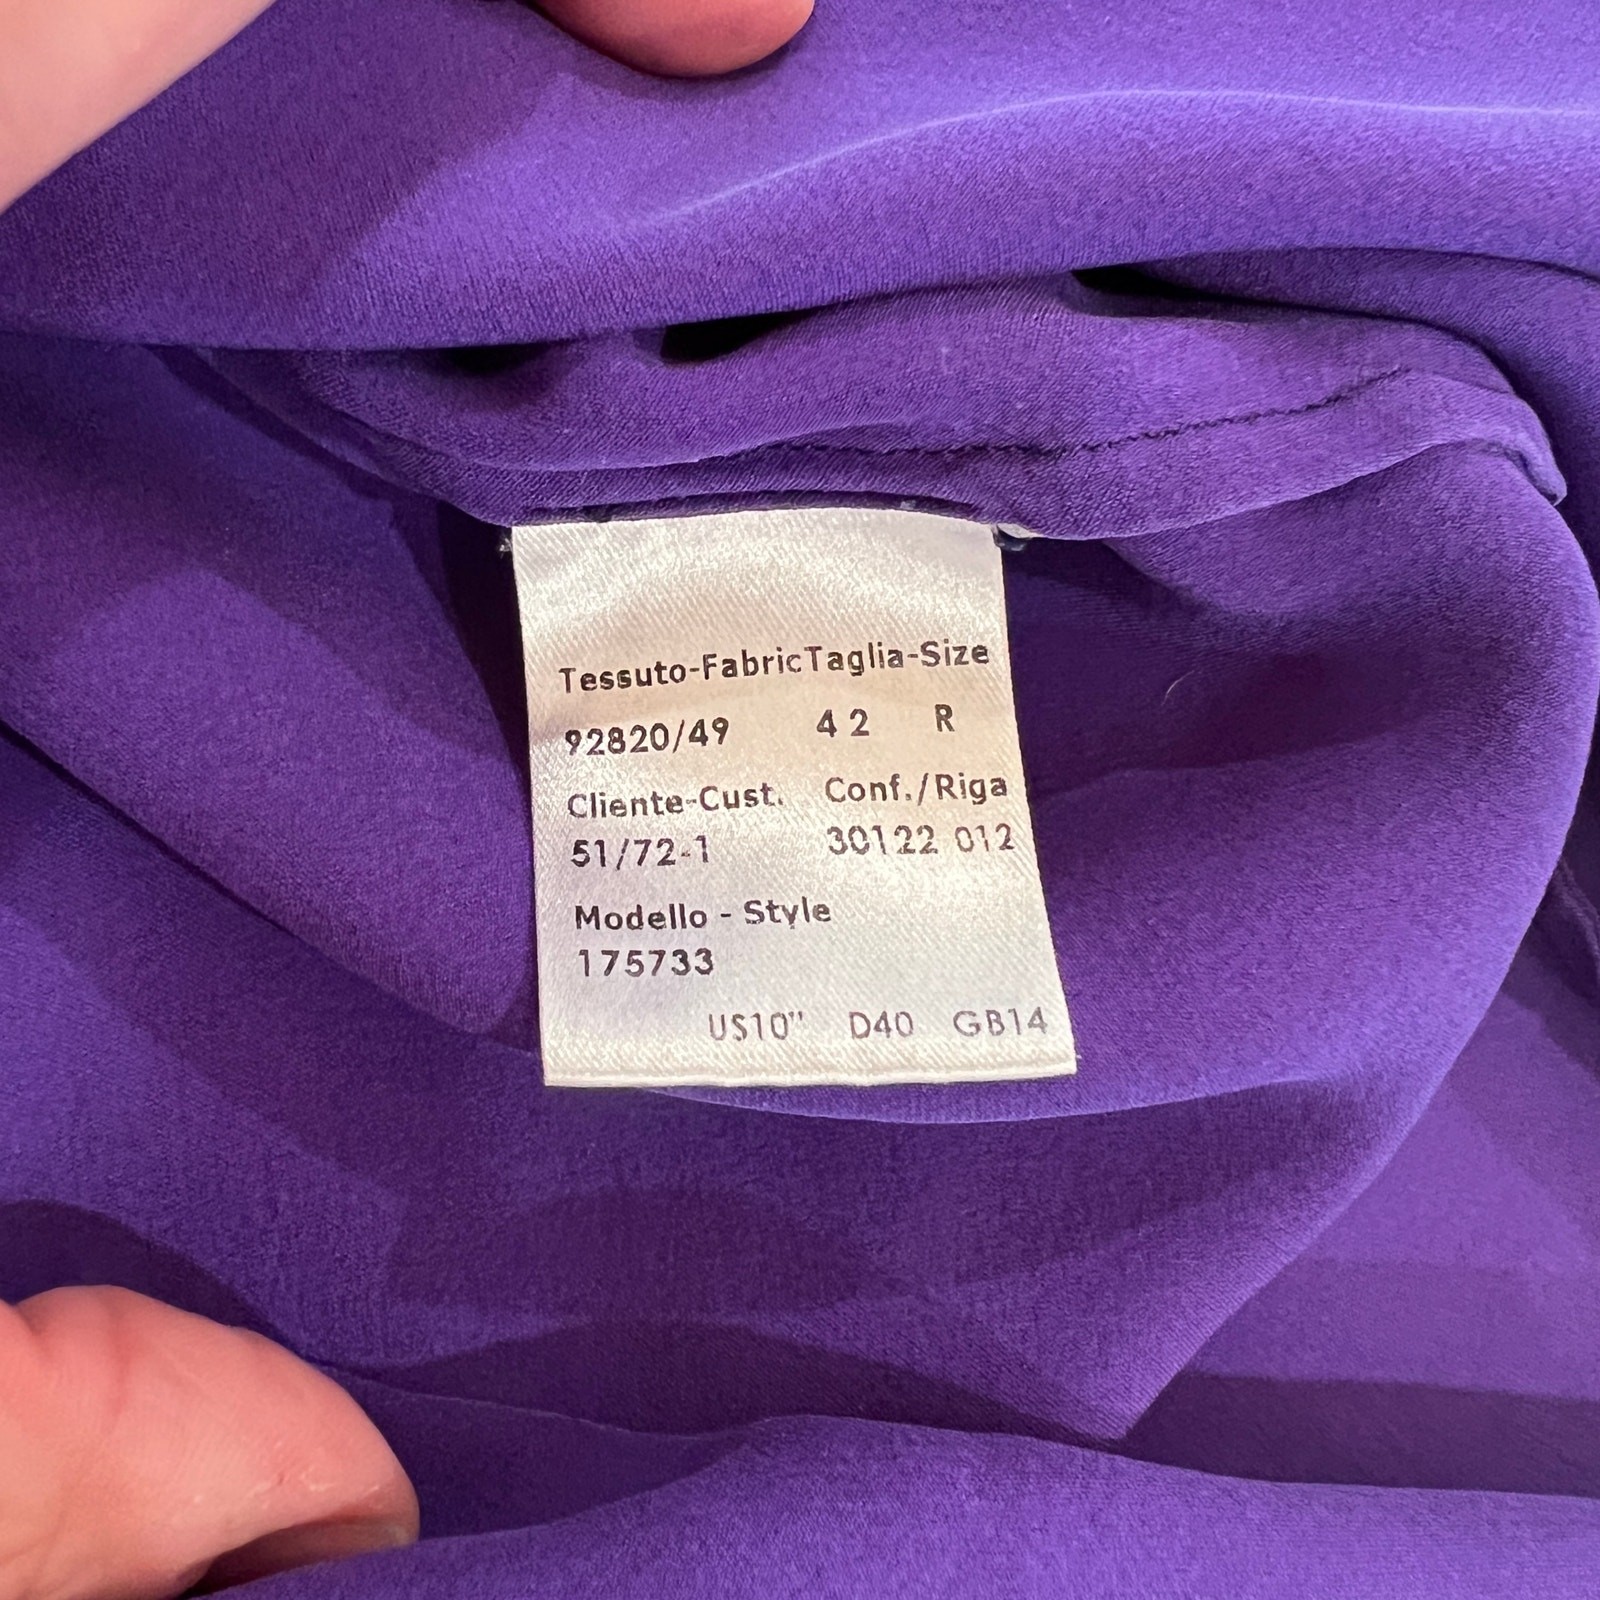 Tessuto-Fabric Taglia-Size
92820/49 42 R
Cliente-Cust. Conf./Riga
51/72-1 30122 012
Modello - Style
175733
US10" D40 GB14